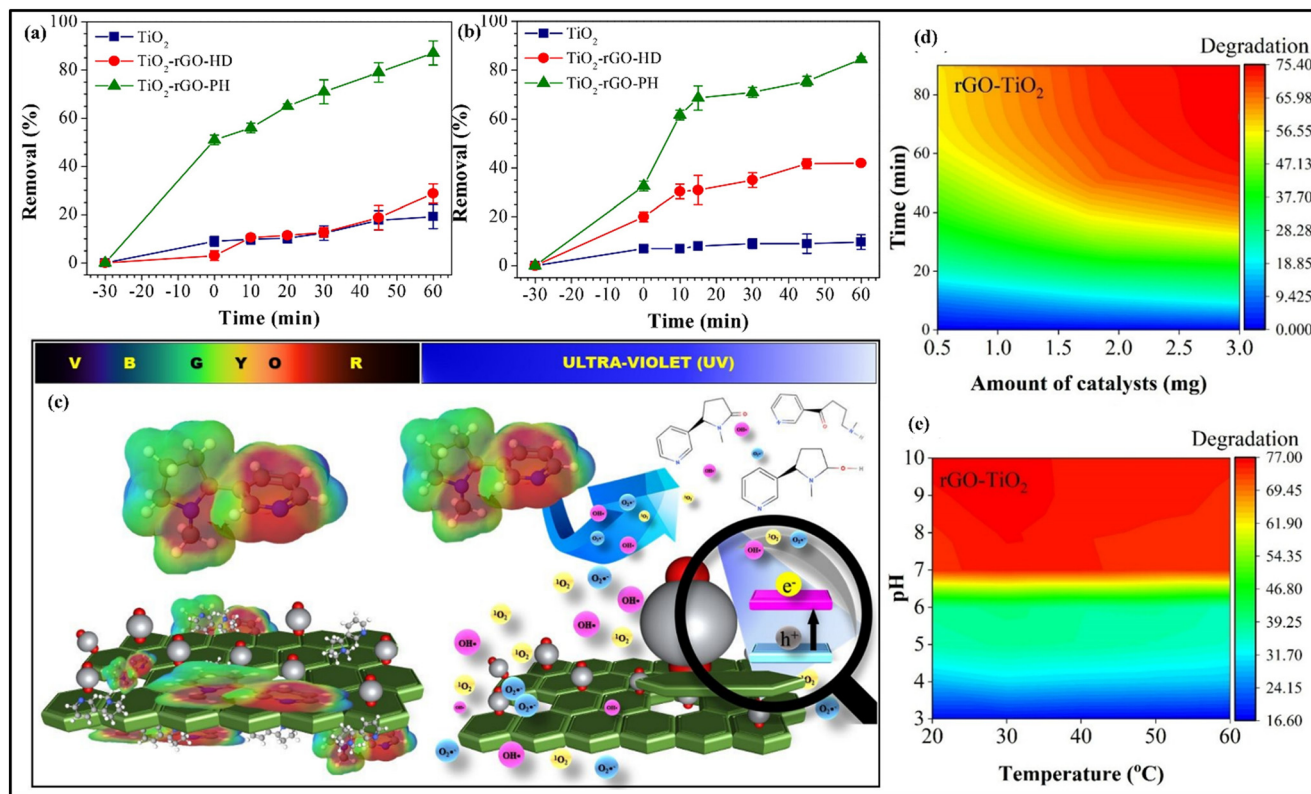 (a)
TiO2
TiO2-rGO-HD
TiO2-rGO-PH
100
80
60
40
20
0
Removal (%)
-30 -20 -10 0 10 20 30 40 50 60
Time (min)
(b)
TiO2
TiO2-rGO-HD
TiO2-rGO-PH
100
80
60
40
20
0
Removal (%)
-30 -20 -10 0 10 20 30 40 50 60
Time (min)
V B G Y O R
ULTRA-VIOLET (UV)
(c)
OH•
O2•-
1O2
e-
h+
(d)
Degradation
rGO-TiO2
80
60
40
20
0
Time (min)
0.5 1.0 1.5 2.0 2.5 3.0
Amount of catalysts (mg)
75.40
65.98
56.55
47.13
37.70
28.28
18.85
9.425
0.000
(e)
Degradation
rGO-TiO2
10
9
8
7
6
5
4
3
pH
20 30 40 50 60
Temperature (oC)
77.00
69.45
61.90
54.35
46.80
39.25
31.70
24.15
16.60